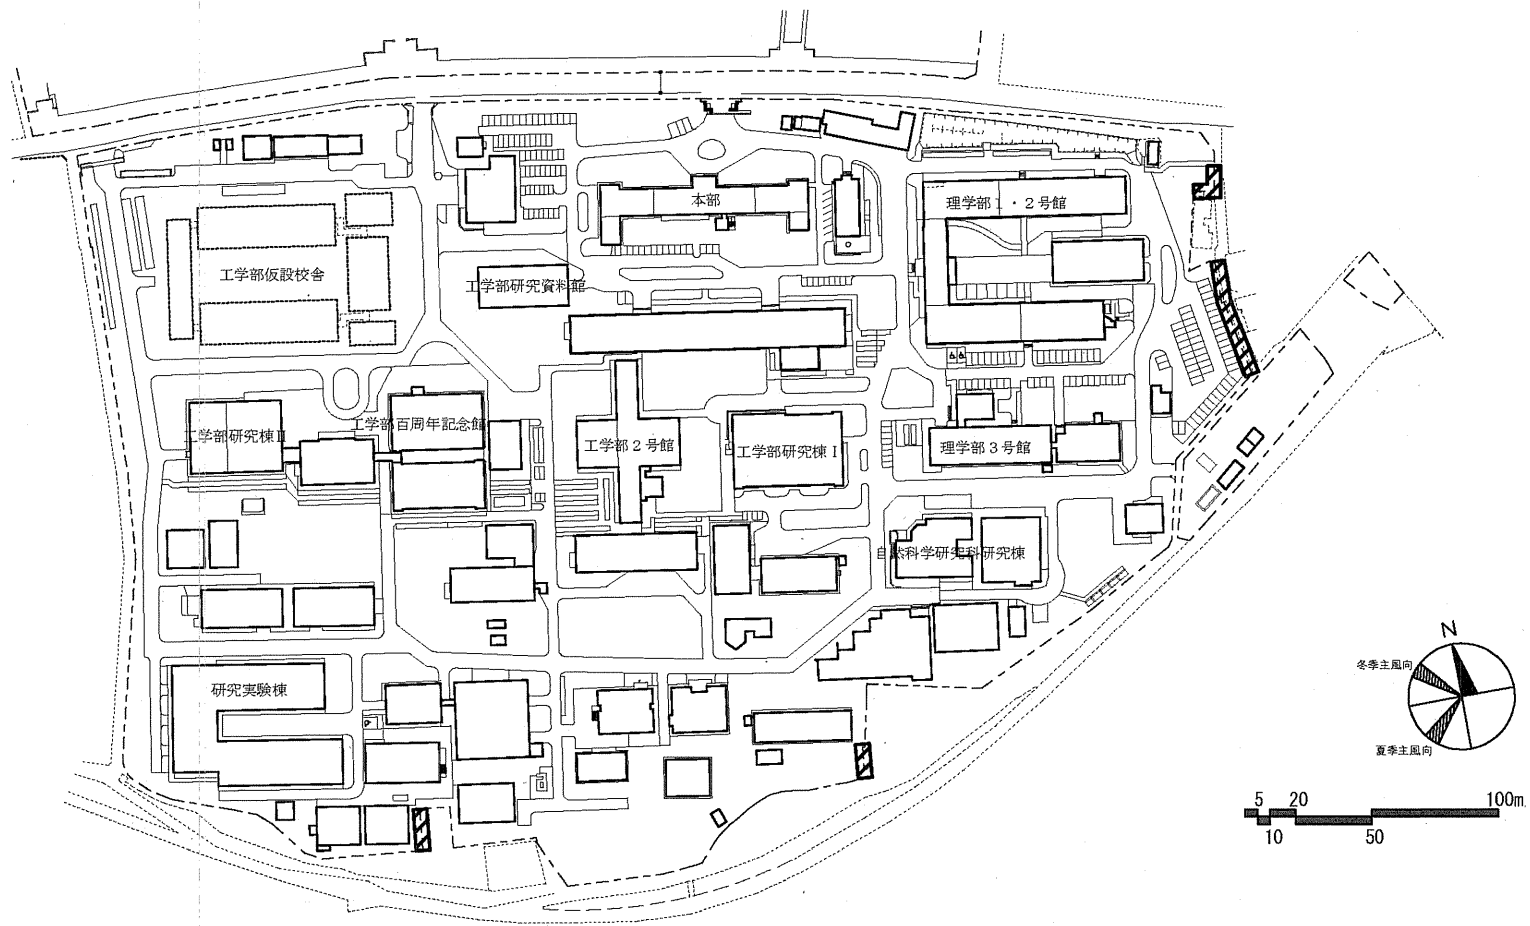 本部
理学部1・2号館
工学部仮設校舎
工学部研究資料館
工学部研究棟Ⅱ
工学部百周年記念館
工学部2号館
工学部研究棟Ⅰ
理学部3号館
自然科学研究科研究棟
研究実験棟
N
冬季主風向
夏季主風向
5 20 100m
10 50